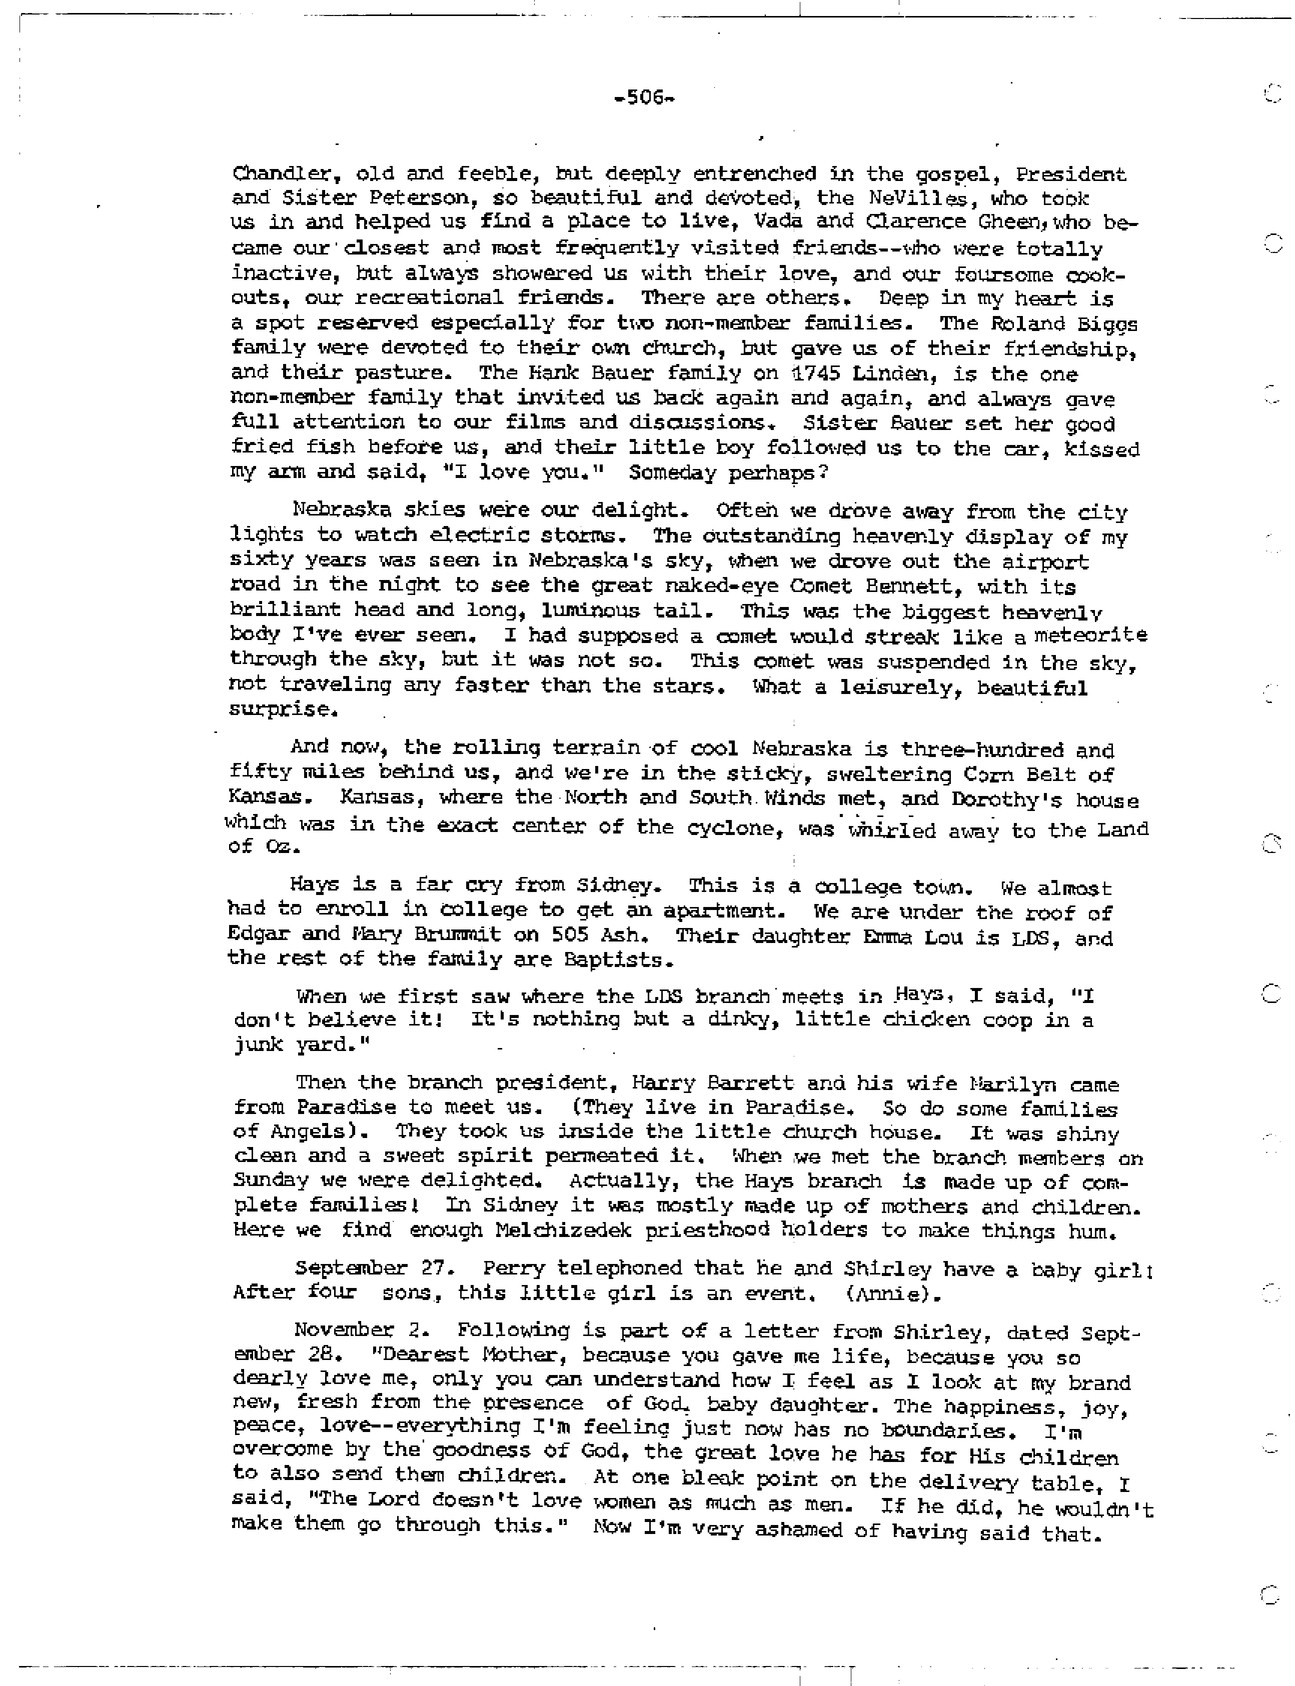 -506-
Chandler, old and feeble, but deeply entrenched in the gospel, President
and Sister Peterson, so beautiful and devoted, the NeVilles, who took
us in and helped us find a place to live, Vada and Clarence Gheen, who be-
came our closest and most frequently visited friends--who were totally
inactive, but always showered us with their love, and our foursome cook-
outs, our recreational friends. There are others. Deep in my heart is
a spot reserved especially for two non-member families. The Roland Biggs
family were devoted to their own church, but gave us of their friendship,
and their pasture. The Hank Bauer family on 1745 Linden, is the one
non-member family that invited us back again and again, and always gave
full attention to our films and discussions. Sister Bauer set her good
fried fish before us, and their little boy followed us to the car, kissed
my arm and said, "I love you." Someday perhaps?
Nebraska skies were our delight. Often we drove away from the city
lights to watch electric storms. The outstanding heavenly display of my
sixty years was seen in Nebraska's sky, when we drove out the airport
road in the night to see the great naked-eye Comet Bennett, with its
brilliant head and long, luminous tail. This was the biggest heavenly
body I've ever seen. I had supposed a comet would streak like a meteorite
through the sky, but it was not so. This comet was suspended in the sky,
not traveling any faster than the stars. What a leisurely, beautiful
surprise.
And now, the rolling terrain of cool Nebraska is three-hundred and
fifty miles behind us, and we're in the sticky, sweltering Corn Belt of
Kansas. Kansas, where the North and South Winds met, and Dorothy's house
which was in the exact center of the cyclone, was whirled away to the Land
of Oz.
Hays is a far cry from Sidney. This is a college town. We almost
had to enroll in college to get an apartment. We are under the roof of
Edgar and Mary Brummit on 505 Ash. Their daughter Emma Lou is LDS, and
the rest of the family are Baptists.
When we first saw where the LDS branch meets in Hays, I said, "I
don't believe it! It's nothing but a dinky, little chicken coop in a
junk yard."
Then the branch president, Harry Barrett and his wife Marilyn came
from Paradise to meet us. (They live in Paradise. So do some families
of Angels). They took us inside the little church house. It was shiny
clean and a sweet spirit permeated it. When we met the branch members on
Sunday we were delighted. Actually, the Hays branch is made up of com-
plete families! In Sidney it was mostly made up of mothers and children.
Here we find enough Melchizedek priesthood holders to make things hum.
September 27. Perry telephoned that he and Shirley have a baby girl!
After four sons, this little girl is an event. (Annie).
November 2. Following is part of a letter from Shirley, dated Sept-
ember 28. "Dearest Mother, because you gave me life, because you so
dearly love me, only you can understand how I feel as I look at my brand
new, fresh from the presence of God, baby daughter. The happiness, joy,
peace, love--everything I'm feeling just now has no boundaries. I'm
overcome by the goodness of God, the great love he has for His children
to also send them children. At one bleak point on the delivery table, I
said, "The Lord doesn't love women as much as men. If he did, he wouldn't
make them go through this." Now I'm very ashamed of having said that.